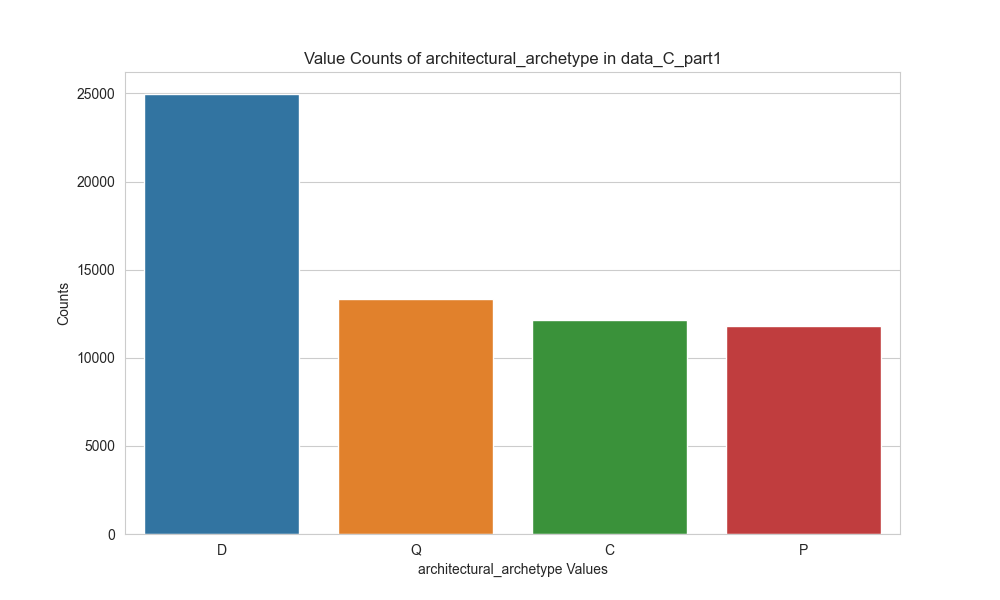 Value Counts of architectural_archetype in data_C_part1
25000
20000
15000
10000
5000
0
Counts
D Q C P
architectural_archetype Values